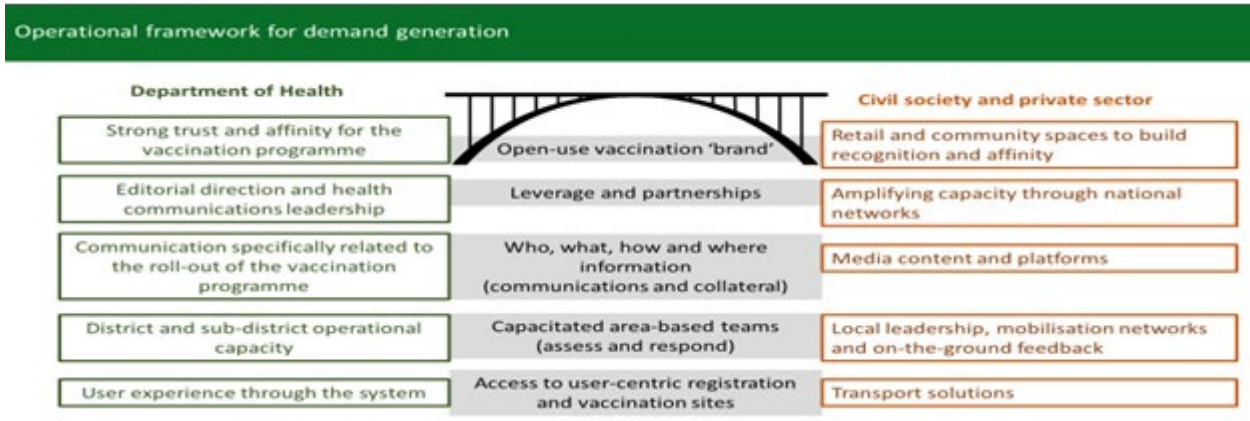 Operational framework for demand generation
Department of Health
Civil society and private sector
Strong trust and affinity for the
vaccination programme
Open-use vaccination ‘brand’
Retail and community spaces to build
recognition and affinity
Editorial direction and health
communications leadership
Leverage and partnerships
Amplifying capacity through national
networks
Communication specifically related to
the roll-out of the vaccination
programme
Who, what, how and where
information
(communications and collateral)
Media content and platforms
District and sub-district operational
capacity
Capacitated area-based teams
(assess and respond)
Local leadership, mobilisation networks
and on-the-ground feedback
User experience through the system
Access to user-centric registration
and vaccination sites
Transport solutions